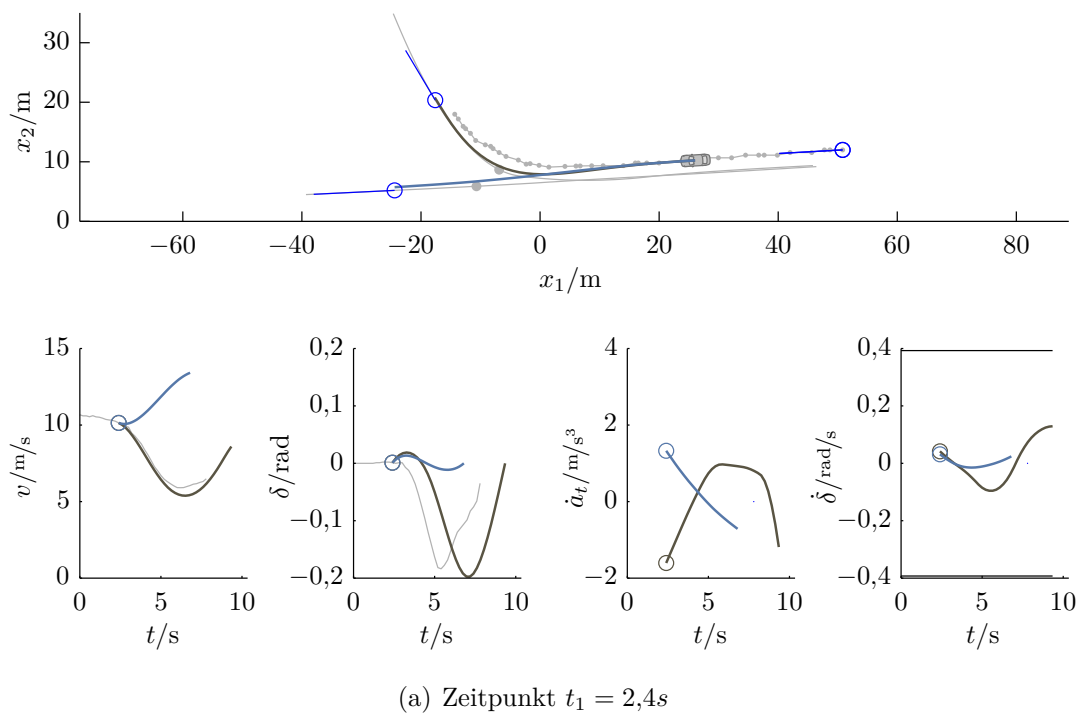 30
20
10
0
x₂/m
−60 −40 −20 0 20 40 60 80
x₁/m
15
10
5
0
v/m/s
0 5 10
t/s
0,2
0,1
0
−0,1
−0,2
δ/rad
0 5 10
t/s
4
2
0
−2
ȧₜ/m/s³
0 5 10
t/s
0,4
0,2
0
−0,2
−0,4
δ̇/rad/s
0 5 10
t/s
(a) Zeitpunkt t₁ = 2,4s